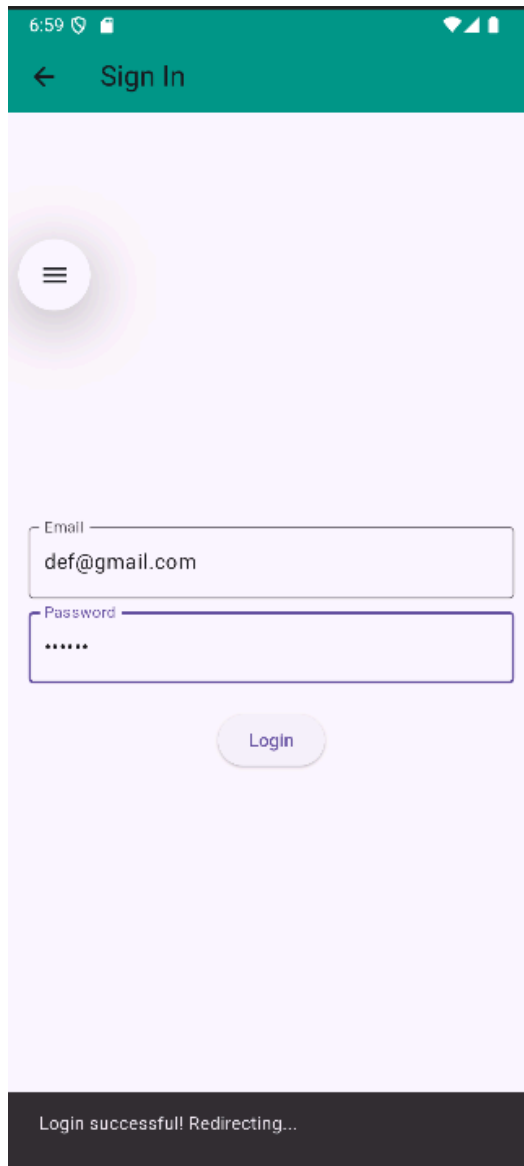 6:59
Sign In
Email
def@gmail.com
Password
••••••
Login
Login successful! Redirecting...